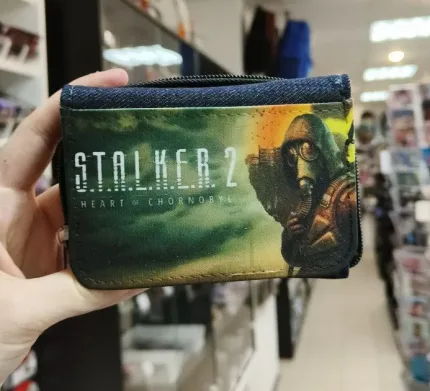 S.T.A.L.K.E.R. 2
HEART OF CHORNOBYL